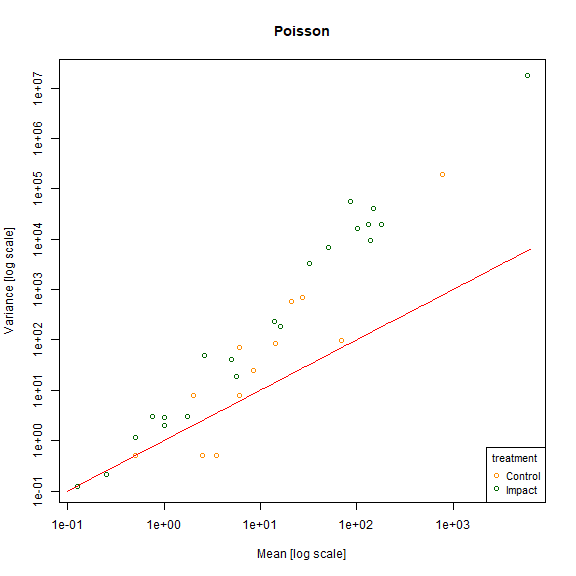 Poisson
Variance [log scale]
1e+07
1e+06
1e+05
1e+04
1e+03
1e+02
1e+01
1e+00
1e-01
treatment
Control
Impact
1e-01 1e+00 1e+01 1e+02 1e+03
Mean [log scale]